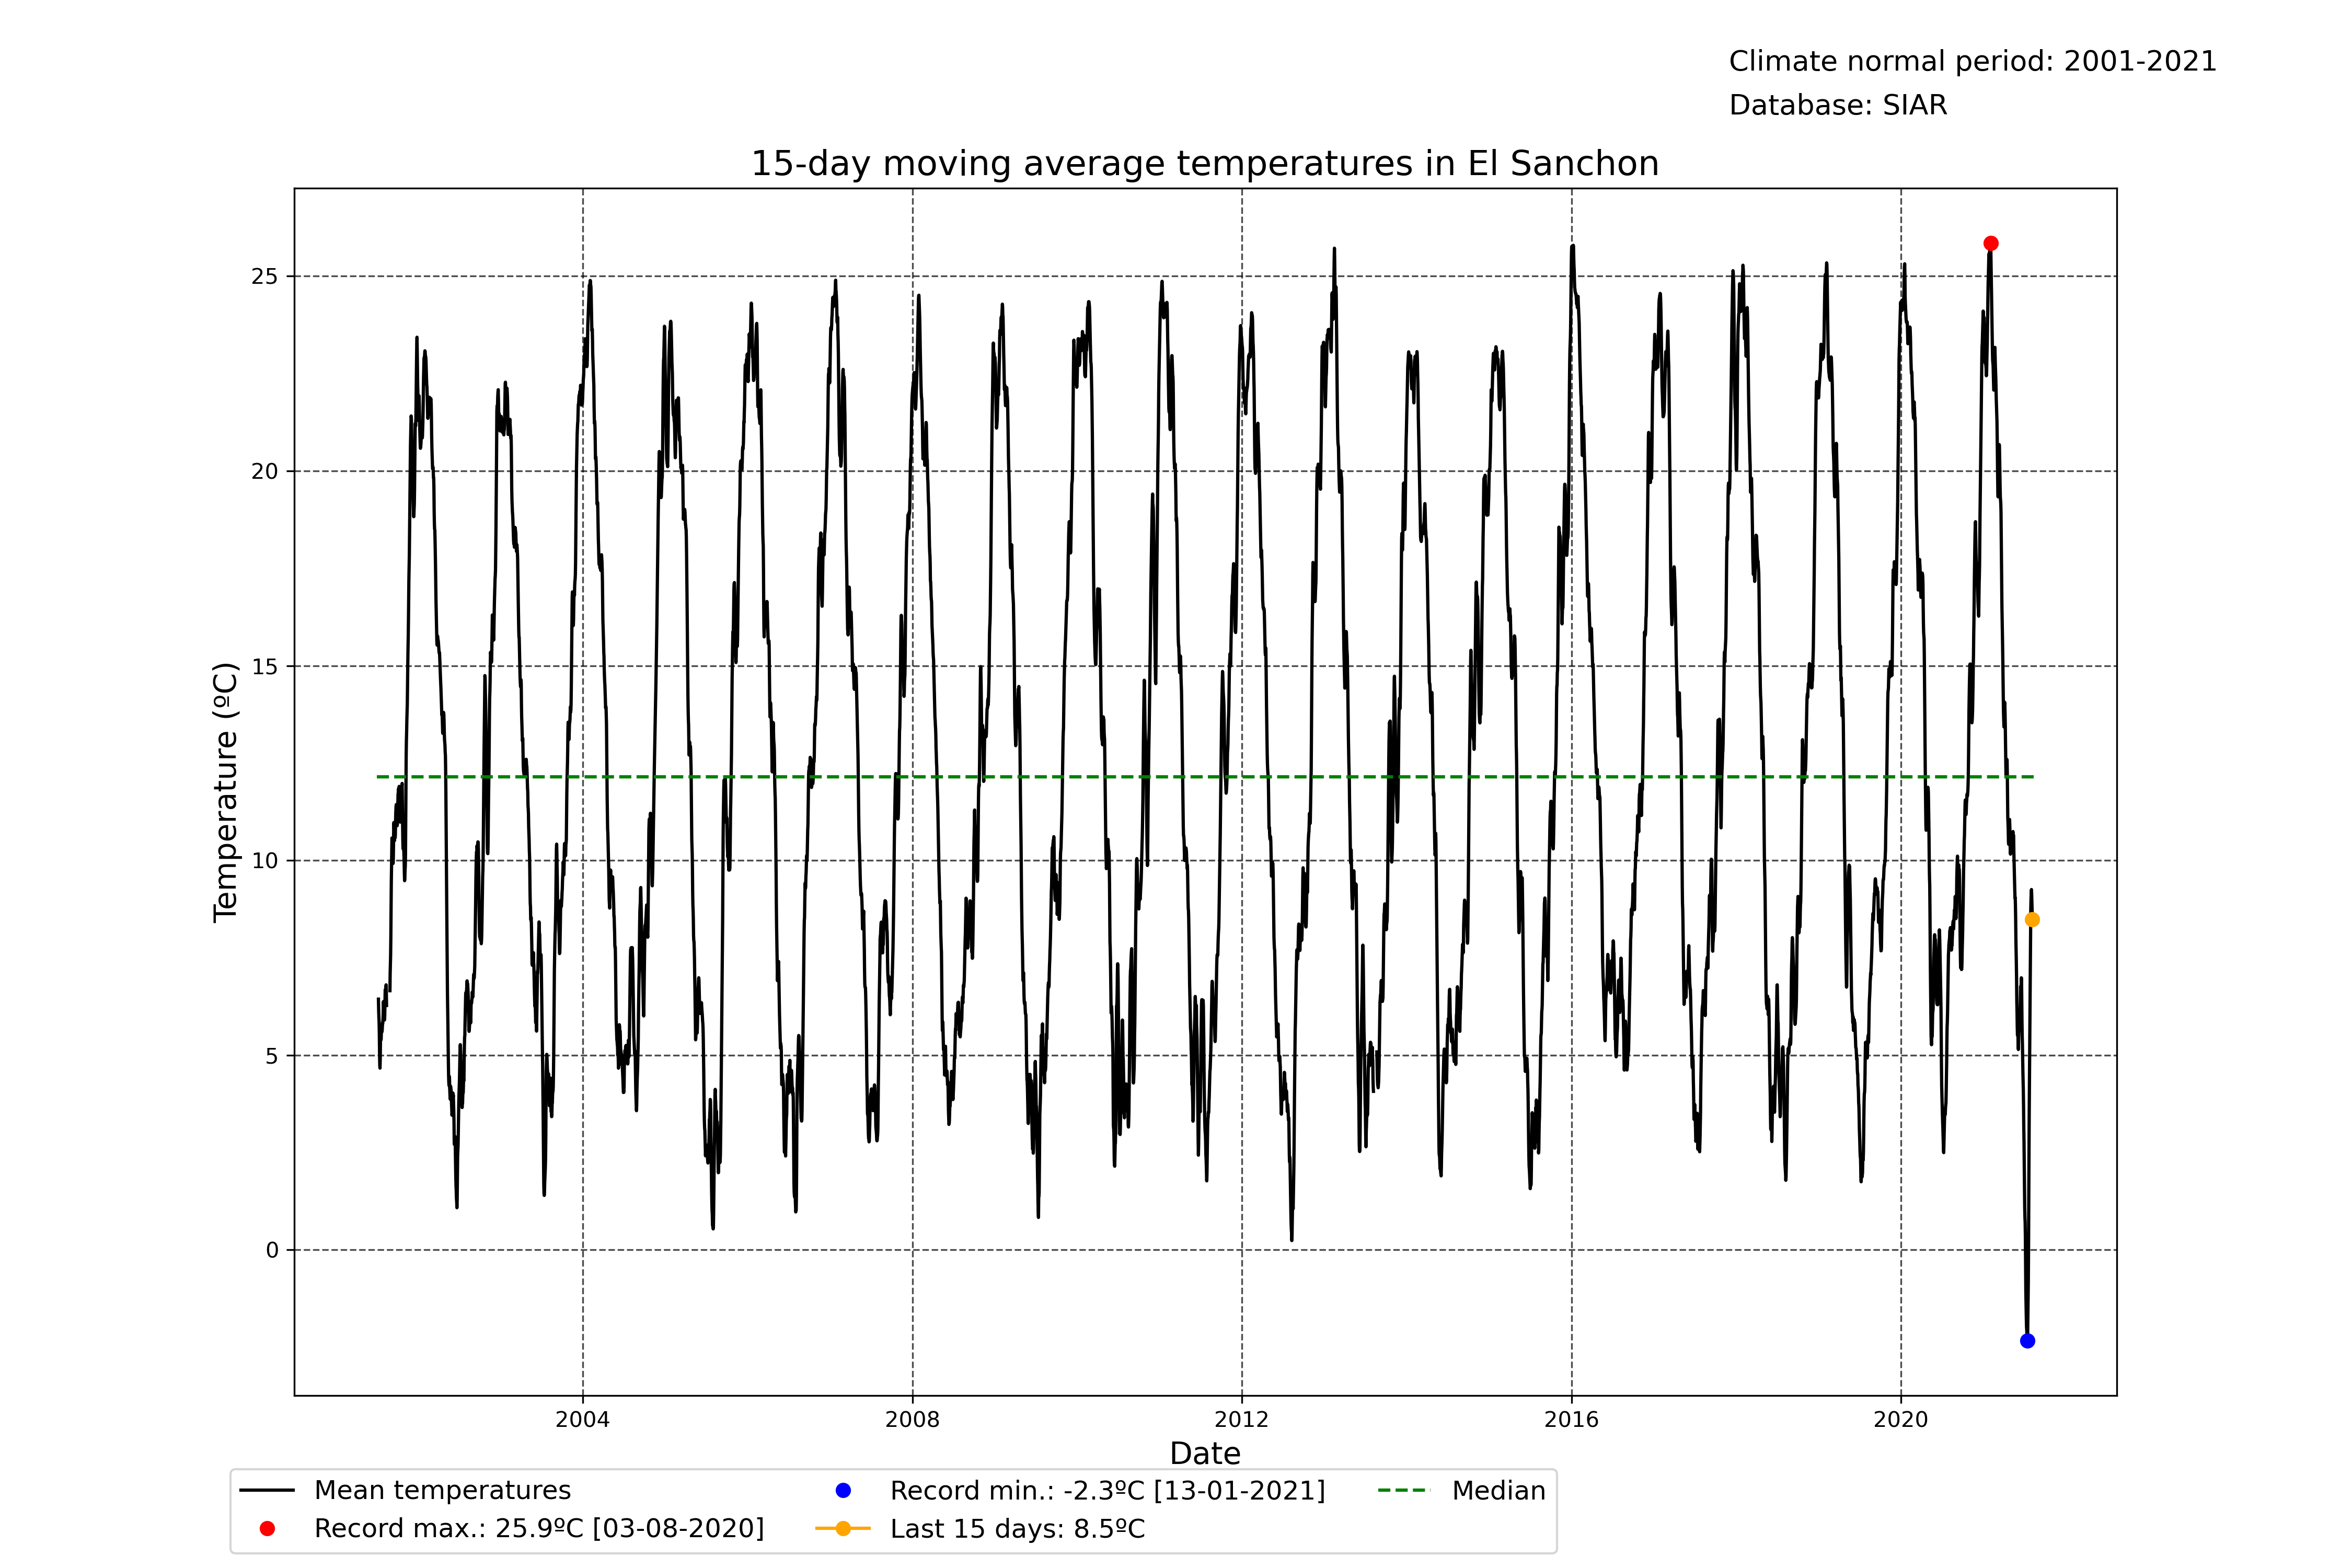 Climate normal period: 2001-2021
Database: SIAR
15-day moving average temperatures in El Sanchon
25
20
15
10
5
0
Temperature (ºC)
2004
2008
2012
2016
2020
Date
Mean temperatures
Record max.: 25.9ºC [03-08-2020]
Record min.: -2.3ºC [13-01-2021]
Last 15 days: 8.5ºC
Median